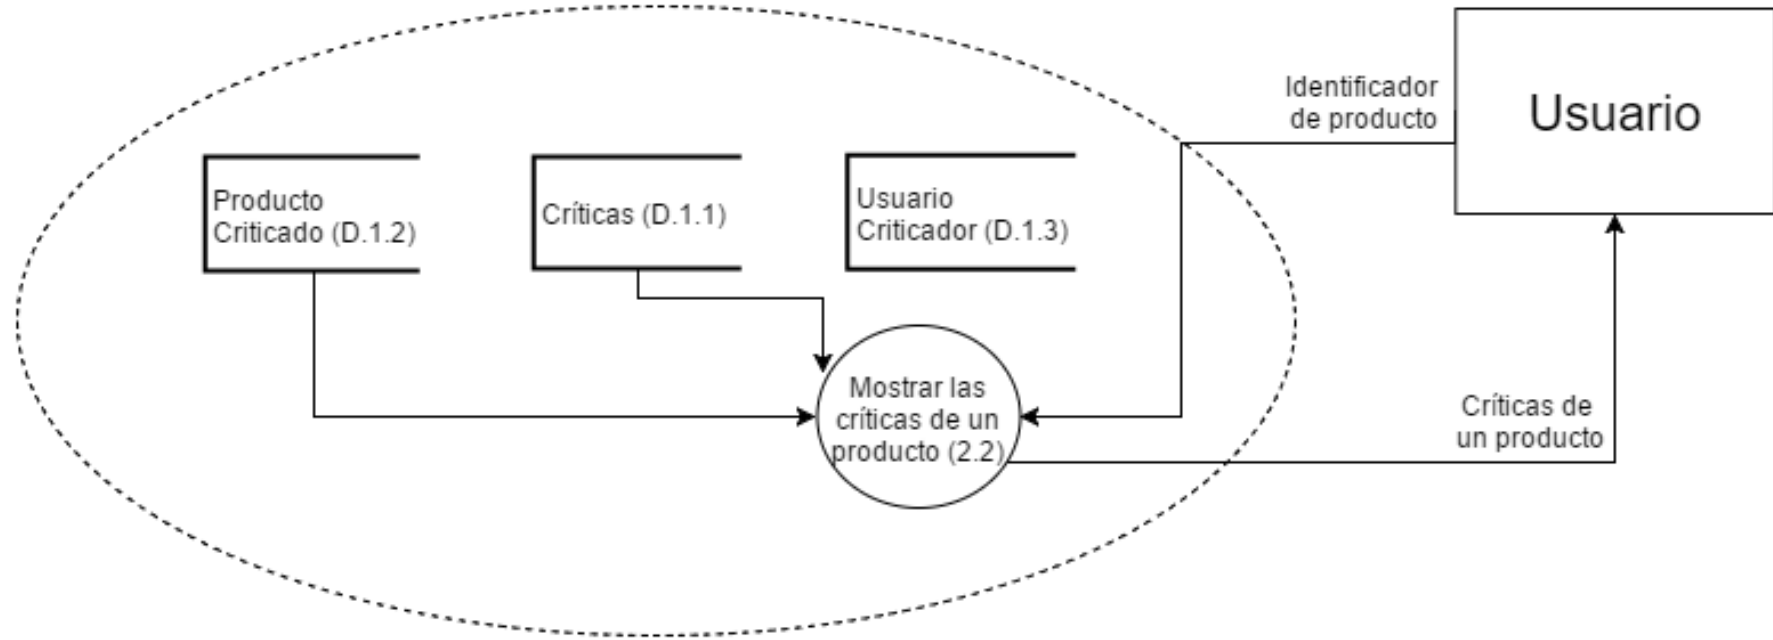 Identificador
de producto
Usuario
Producto
Criticado (D.1.2)
Críticas (D.1.1)
Usuario
Criticador (D.1.3)
Mostrar las
críticas de un
producto (2.2)
Críticas de
un producto